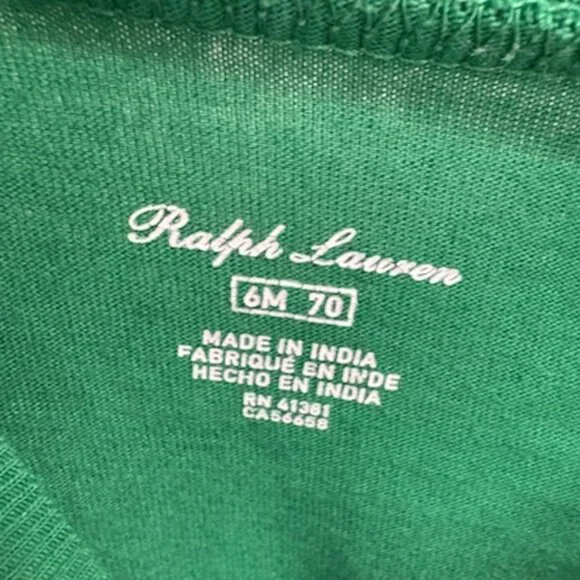 Ralph Lauren
6M 70
MADE IN INDIA
FABRIQUÉ EN INDE
HECHO EN INDIA
RN 41381
CA56658